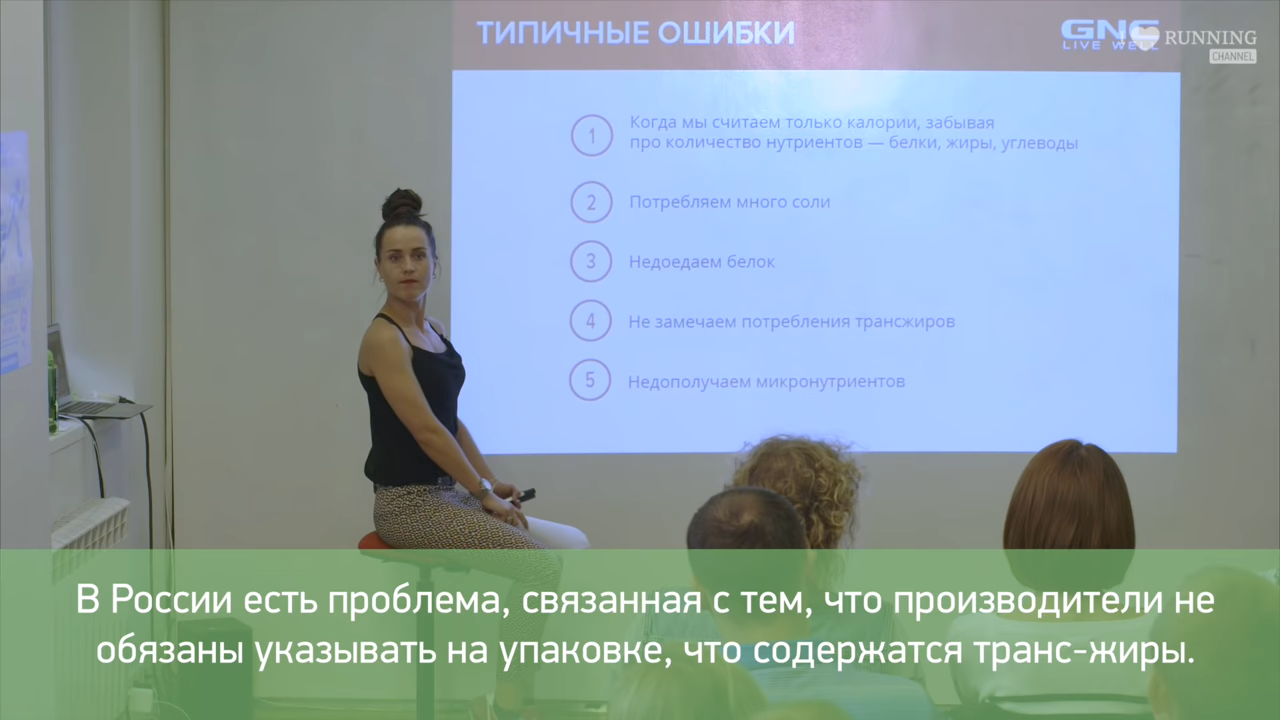 ТИПИЧНЫЕ ОШИБКИ
GNC
LIVE WELL
RUNNING
CHANNEL
1
Когда мы считаем только калории, забывая
про количество нутриентов — белки, жиры, углеводы
2
Потребляем много соли
3
Недоедаем белок
4
Не замечаем потребления трансжиров
5
Недополучаем микронутриентов
В России есть проблема, связанная с тем, что производители не
обязаны указывать на упаковке, что содержатся транс-жиры.